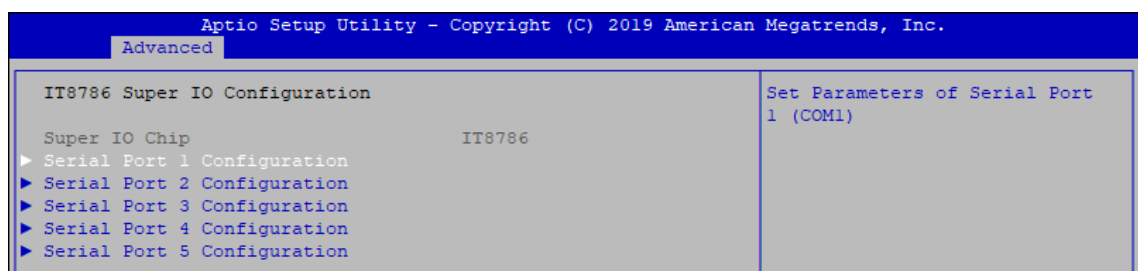 Aptio Setup Utility - Copyright (C) 2019 American Megatrends, Inc.
Advanced
IT8786 Super IO Configuration
Super IO Chip IT8786
► Serial Port 1 Configuration
► Serial Port 2 Configuration
► Serial Port 3 Configuration
► Serial Port 4 Configuration
► Serial Port 5 Configuration
Set Parameters of Serial Port
1 (COM1)